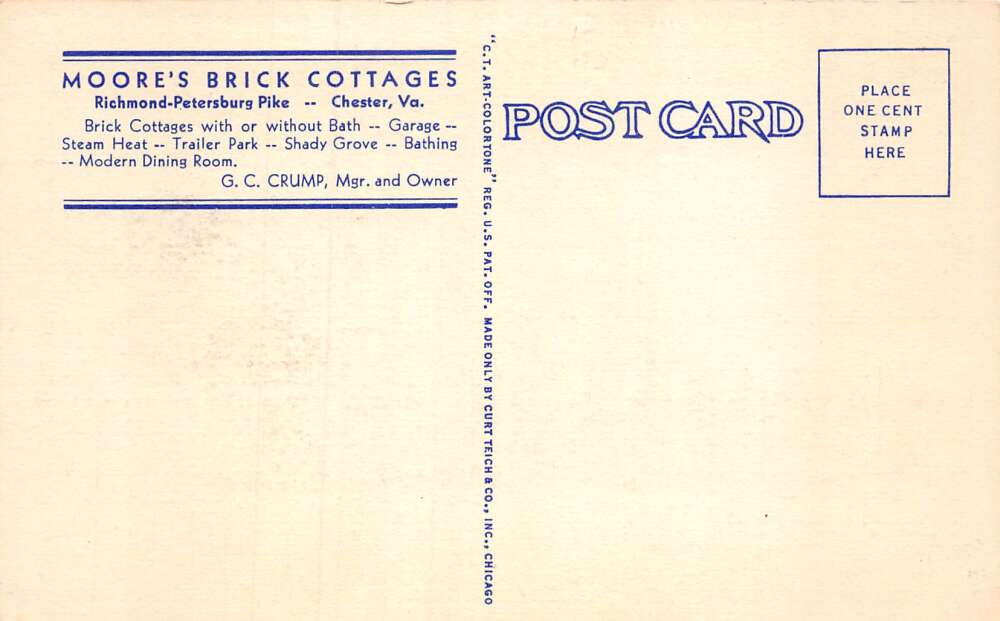 MOORE'S BRICK COTTAGES
Richmond-Petersburg Pike -- Chester, Va.
Brick Cottages with or without Bath -- Garage --
Steam Heat -- Trailer Park -- Shady Grove -- Bathing
-- Modern Dining Room.
G. C. CRUMP, Mgr. and Owner
"C.T. ART-COLORTONE" REG. U.S. PAT. OFF. MADE ONLY BY CURT TEICH & CO., INC., CHICAGO
POST CARD
PLACE
ONE CENT
STAMP
HERE